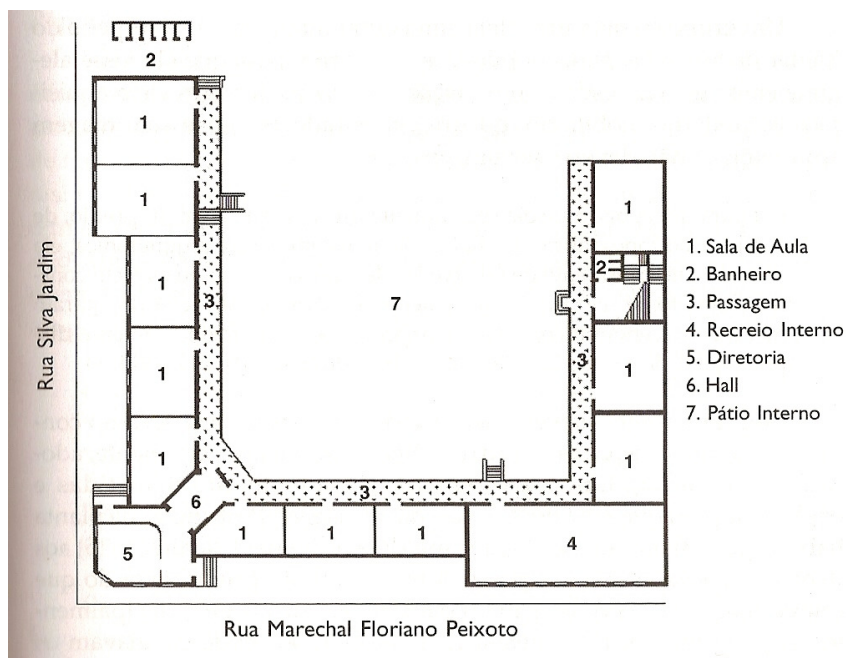 2
1
1
1
1
1
3
6
5
1
1
1
3
4
7
1
2
3
1
1
Rua Silva Jardim
Rua Marechal Floriano Peixoto
1. Sala de Aula
2. Banheiro
3. Passagem
4. Recreio Interno
5. Diretoria
6. Hall
7. Pátio Interno